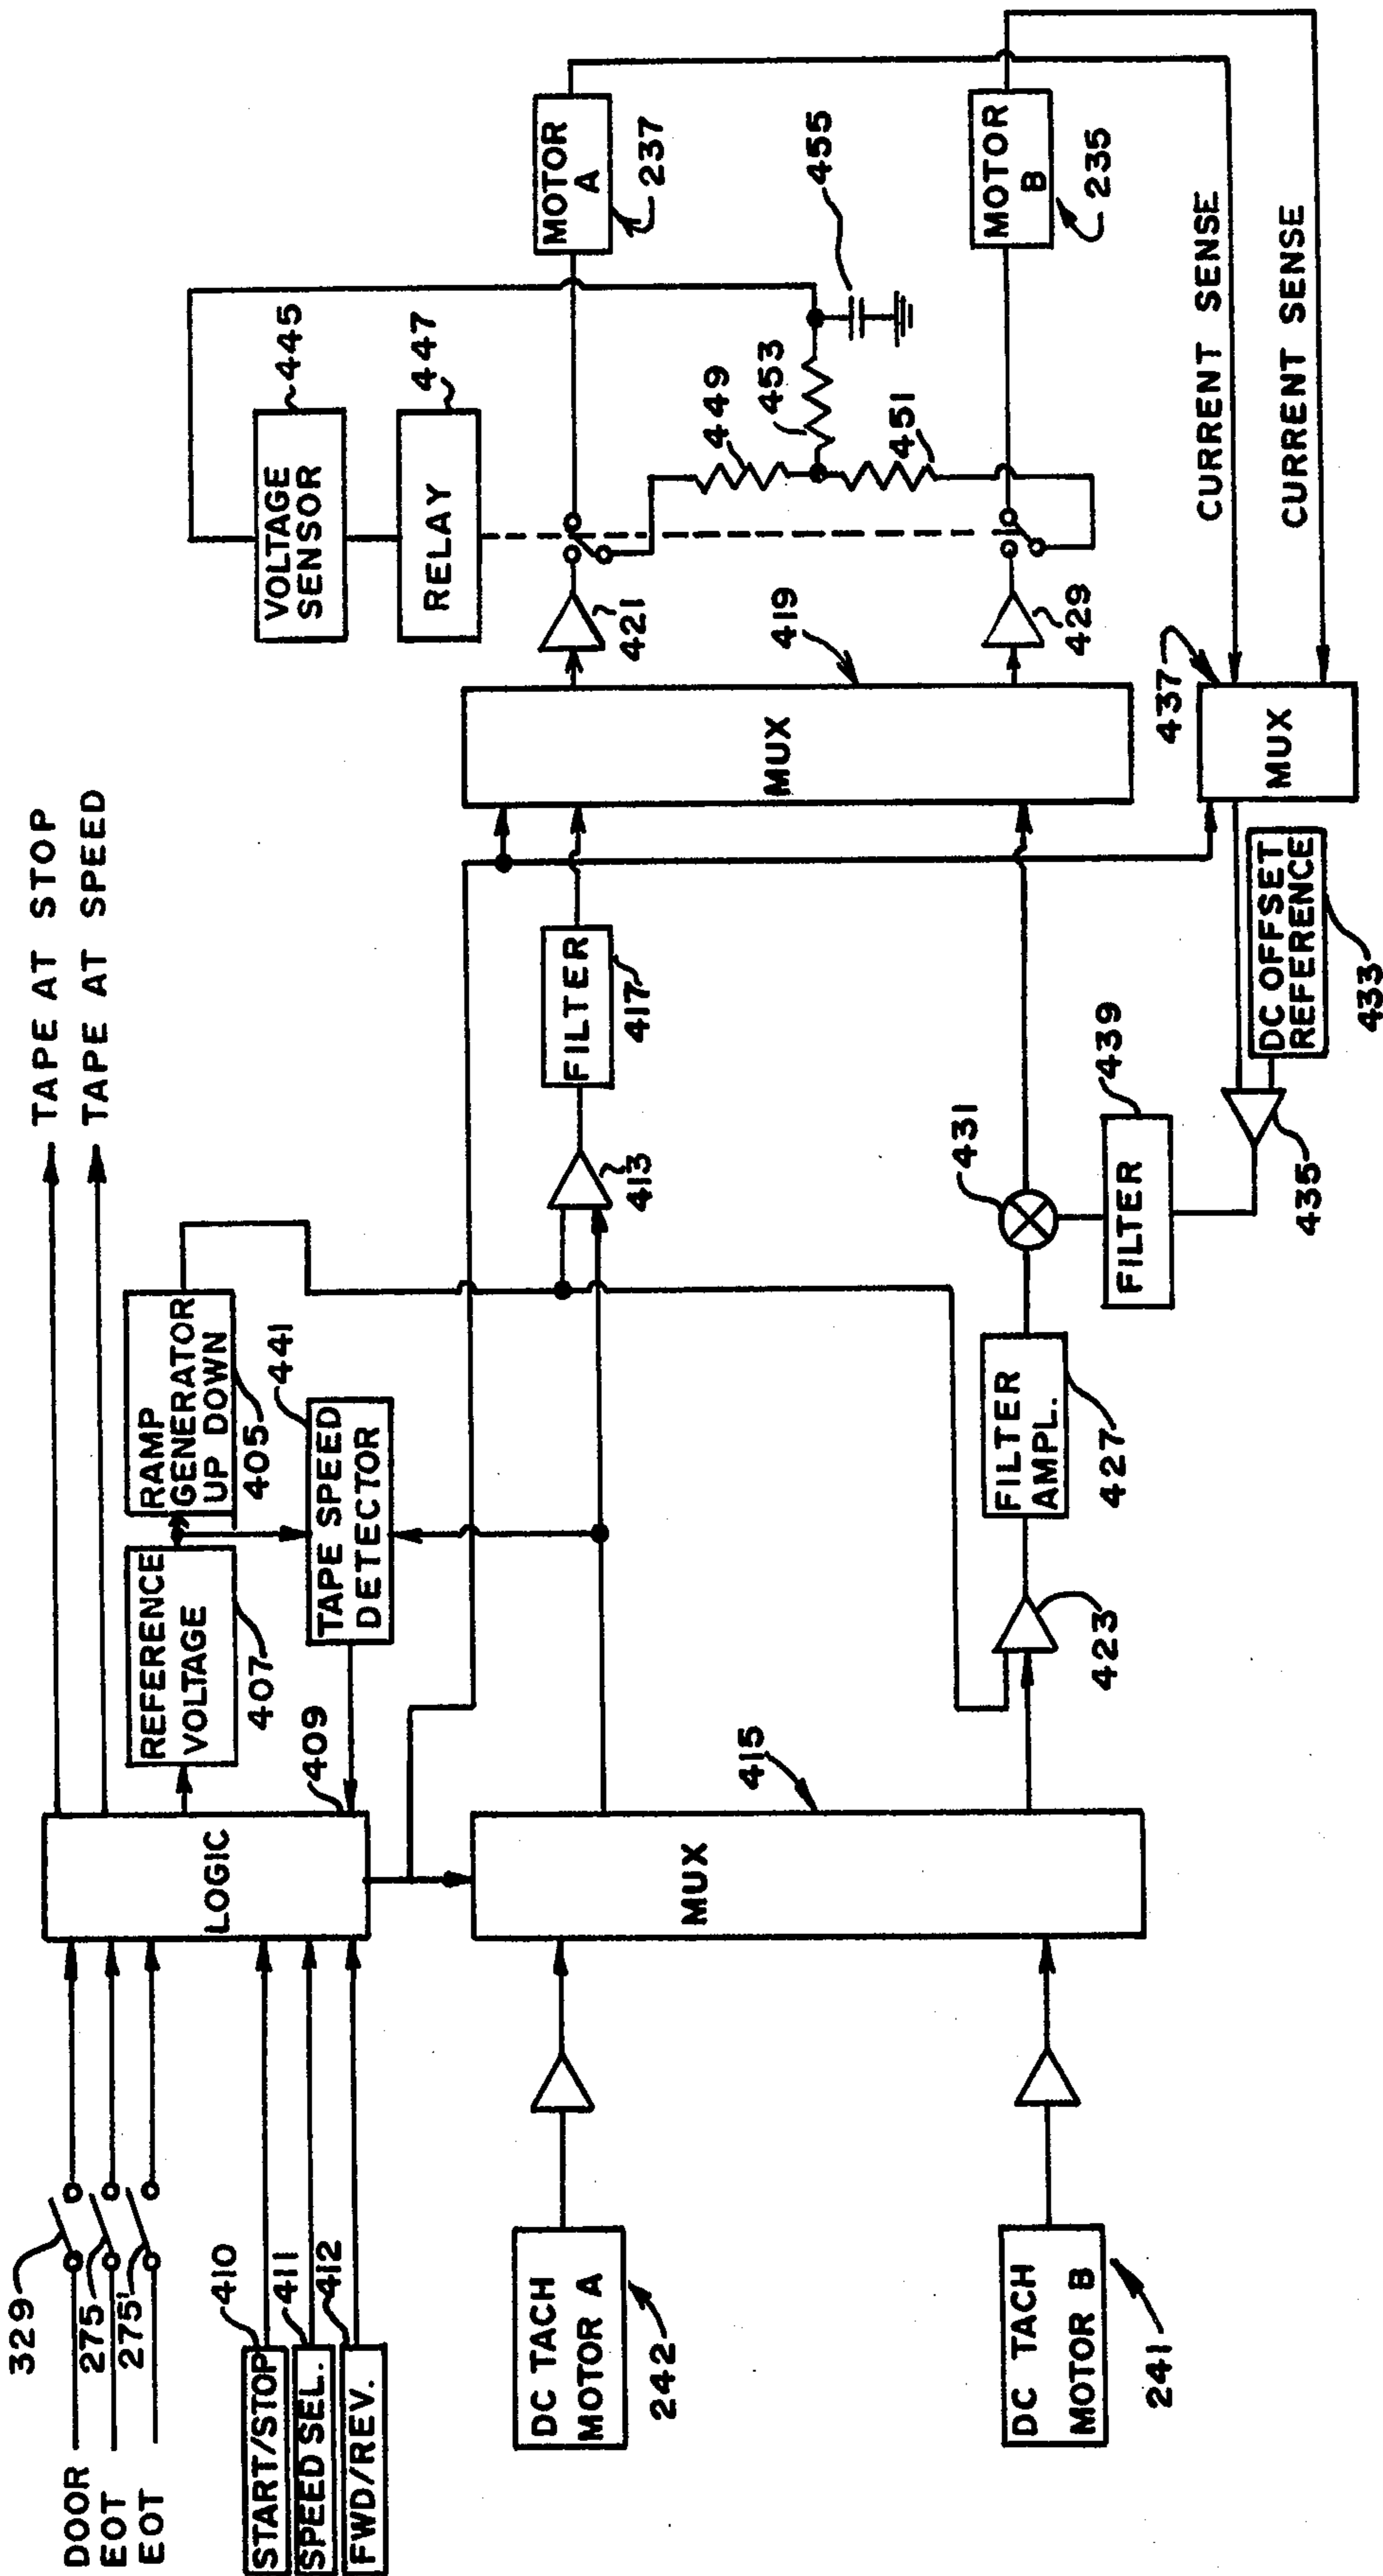 DOOR
EOT
EOT
329
275
275'
START/STOP
SPEED SEL.
FWD/REV.
410
411
412
LOGIC
409
TAPE AT STOP
TAPE AT SPEED
REFERENCE
VOLTAGE
407
RAMP
GENERATOR
UP DOWN
405
TAPE SPEED
DETECTOR
441
DC TACH
MOTOR A
242
DC TACH
MOTOR B
241
MUX
415
413
FILTER
417
423
FILTER
AMPL.
427
431
FILTER
439
435
DC OFFSET
REFERENCE
433
MUX
419
MUX
437
421
429
VOLTAGE
SENSOR
445
RELAY
447
449
453
451
455
MOTOR
A
237
MOTOR
B
235
CURRENT SENSE
CURRENT SENSE